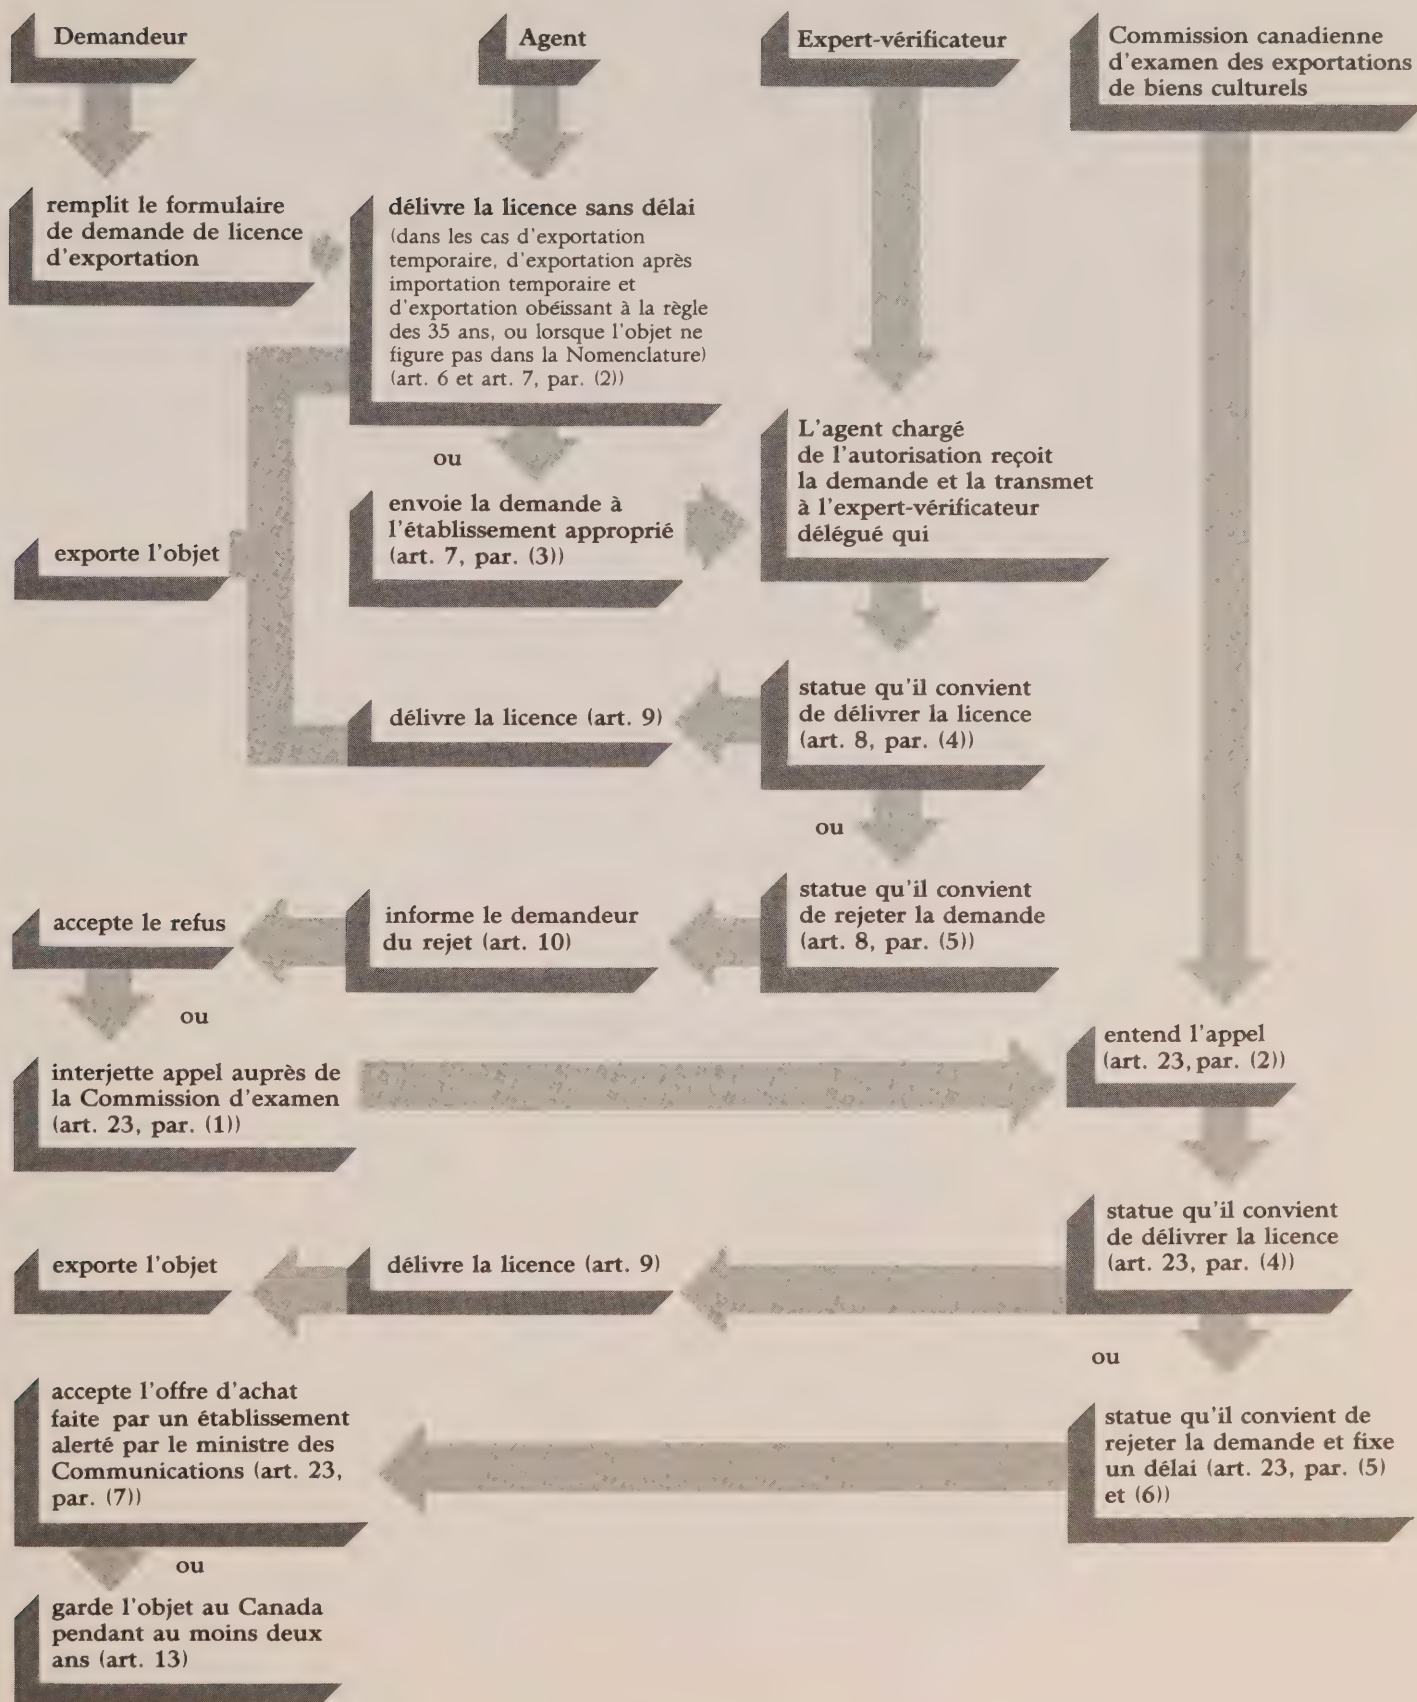 Demandeur
Agent
Expert-vérificateur
Commission canadienne
d'examen des exportations
de biens culturels
remplit le formulaire
de demande de licence
d'exportation
délivre la licence sans délai
(dans les cas d'exportation
temporaire, d'exportation après
importation temporaire et
d'exportation obéissant à la règle
des 35 ans, ou lorsque l'objet ne
figure pas dans la Nomenclature)
(art. 6 et art. 7, par. (2))
ou
envoie la demande à
l'établissement approprié
(art. 7, par. (3))
L'agent chargé
de l'autorisation reçoit
la demande et la transmet
à l'expert-vérificateur
délégué qui
exporte l'objet
statue qu'il convient
de délivrer la licence
(art. 8, par. (4))
délivre la licence (art. 9)
ou
statue qu'il convient
de rejeter la demande
(art. 8, par. (5))
informe le demandeur
du rejet (art. 10)
accepte le refus
ou
interjette appel auprès de
la Commission d'examen
(art. 23, par. (1))
entend l'appel
(art. 23, par. (2))
statue qu'il convient
de délivrer la licence
(art. 23, par. (4))
délivre la licence (art. 9)
exporte l'objet
ou
statue qu'il convient de
rejeter la demande et fixe
un délai (art. 23, par. (5)
et (6))
accepte l'offre d'achat
faite par un établissement
alerté par le ministre des
Communications (art. 23,
par. (7))
ou
garde l'objet au Canada
pendant au moins deux
ans (art. 13)